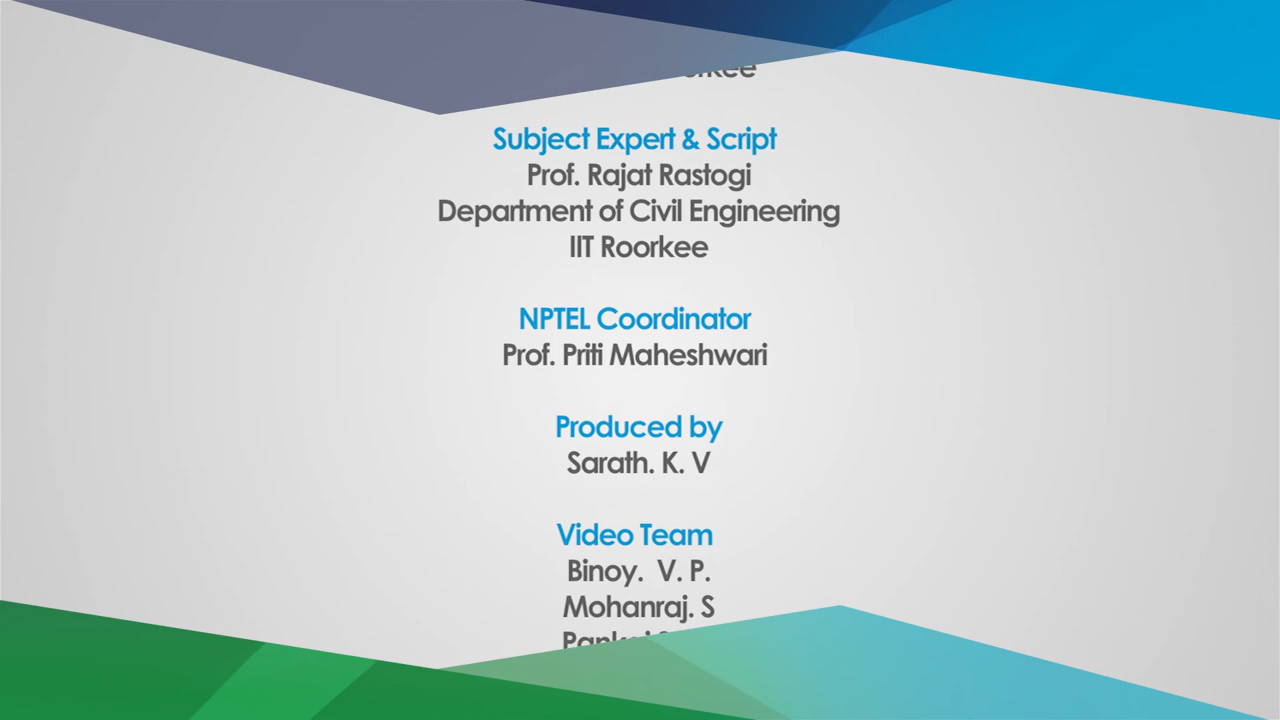 Subject Expert & Script
Prof. Rajat Rastogi
Department of Civil Engineering
IIT Roorkee
NPTEL Coordinator
Prof. Priti Maheshwari
Produced by
Sarath. K. V
Video Team
Binoy.  V. P.
Mohanraj. S